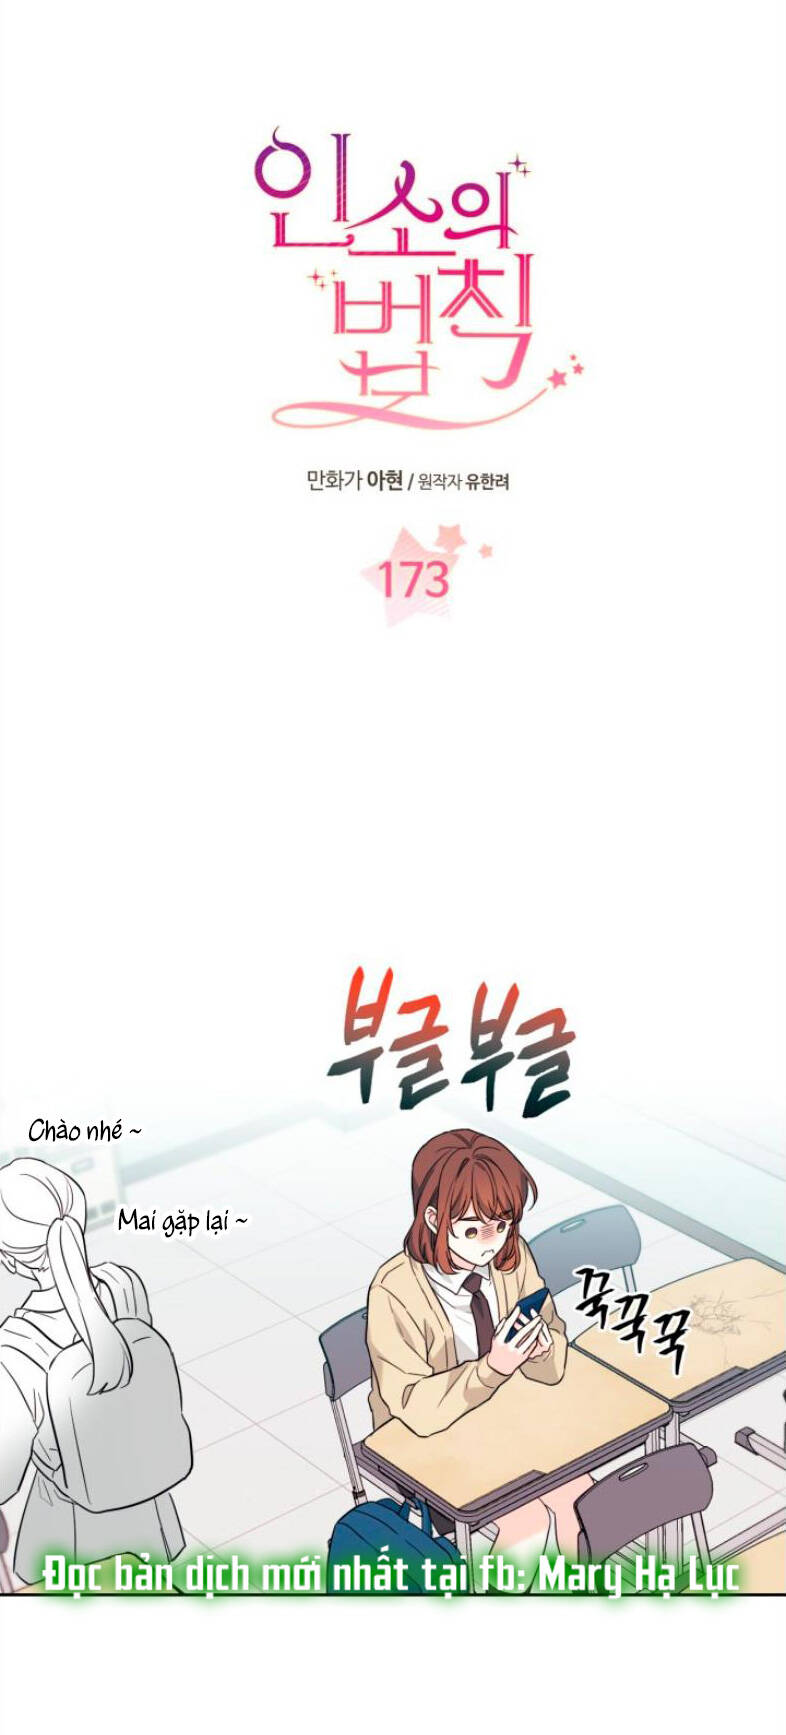 인소의
법칙
만화가 아현 / 원작자 유한려
173
부글부글
Chào nhé ~
Mai gặp lại ~
꾹꾹꾹
Đọc bản dịch mới nhất tại fb: Mary Hạ Lục